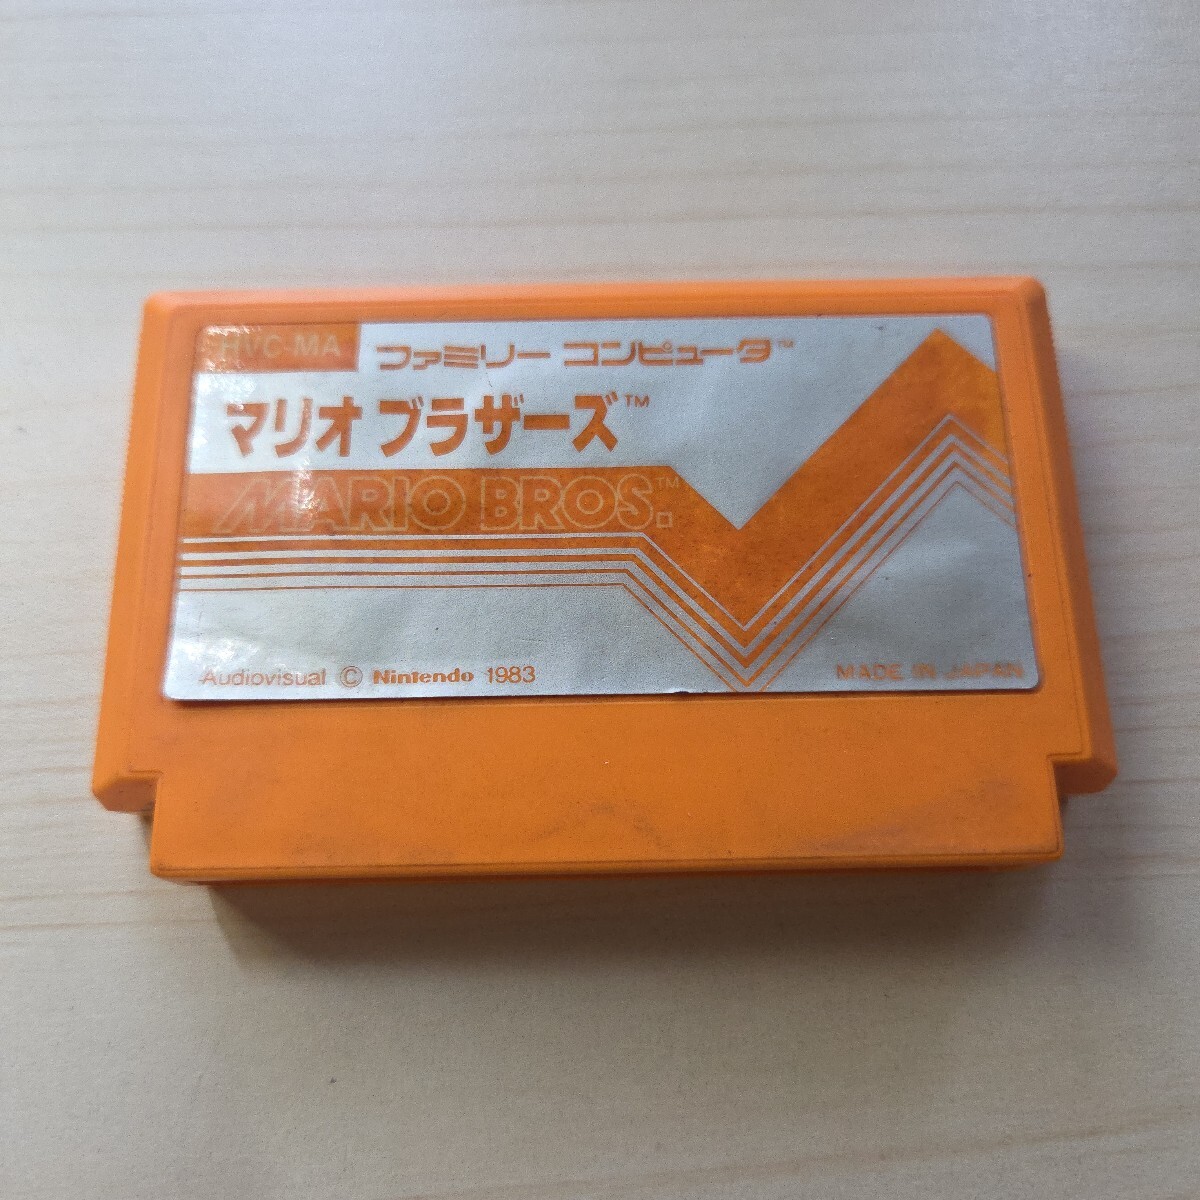 HVC-MA ファミリー コンピュータ™
マリオ ブラザーズ™
MARIO BROS.™
Audiovisual © Nintendo 1983 MADE IN JAPAN